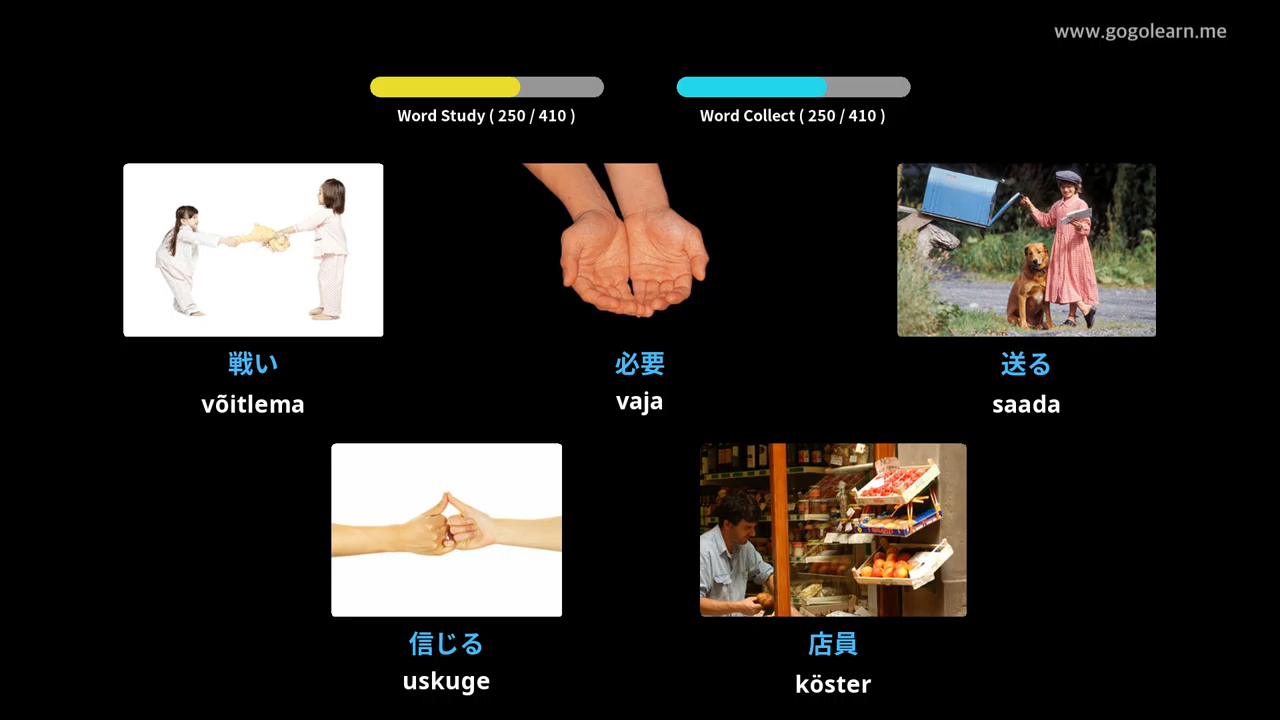 www.gogolearn.me
Word Study ( 250 / 410 )
Word Collect ( 250 / 410 )
戦い
võitlema
必要
vaja
送る
saada
信じる
uskuge
店員
köster